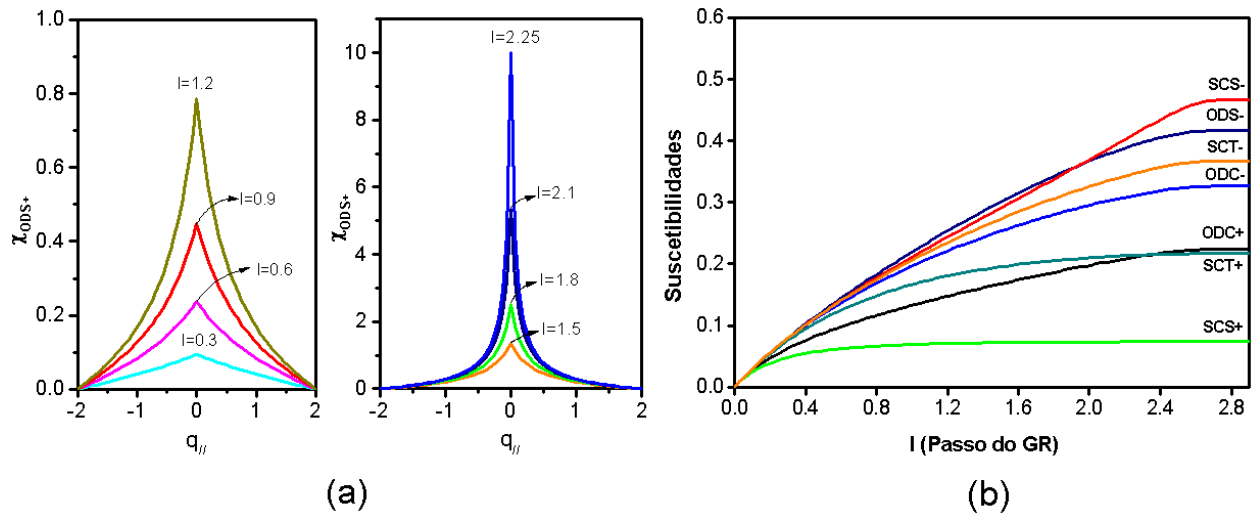 1.0
0.8
0.6
0.4
0.2
0.0
χODS+
l=1.2
l=0.9
l=0.6
l=0.3
-2 -1 0 1 2
q//
10
8
6
4
2
0
χODS+
l=2.25
l=2.1
l=1.8
l=1.5
-2 -1 0 1 2
q//
(a)
0.6
0.5
0.4
0.3
0.2
0.1
0.0
Suscetibilidades
SCS-
ODS-
SCT-
ODC-
ODC+
SCT+
SCS+
0.0 0.4 0.8 1.2 1.6 2.0 2.4 2.8
l (Passo do GR)
(b)